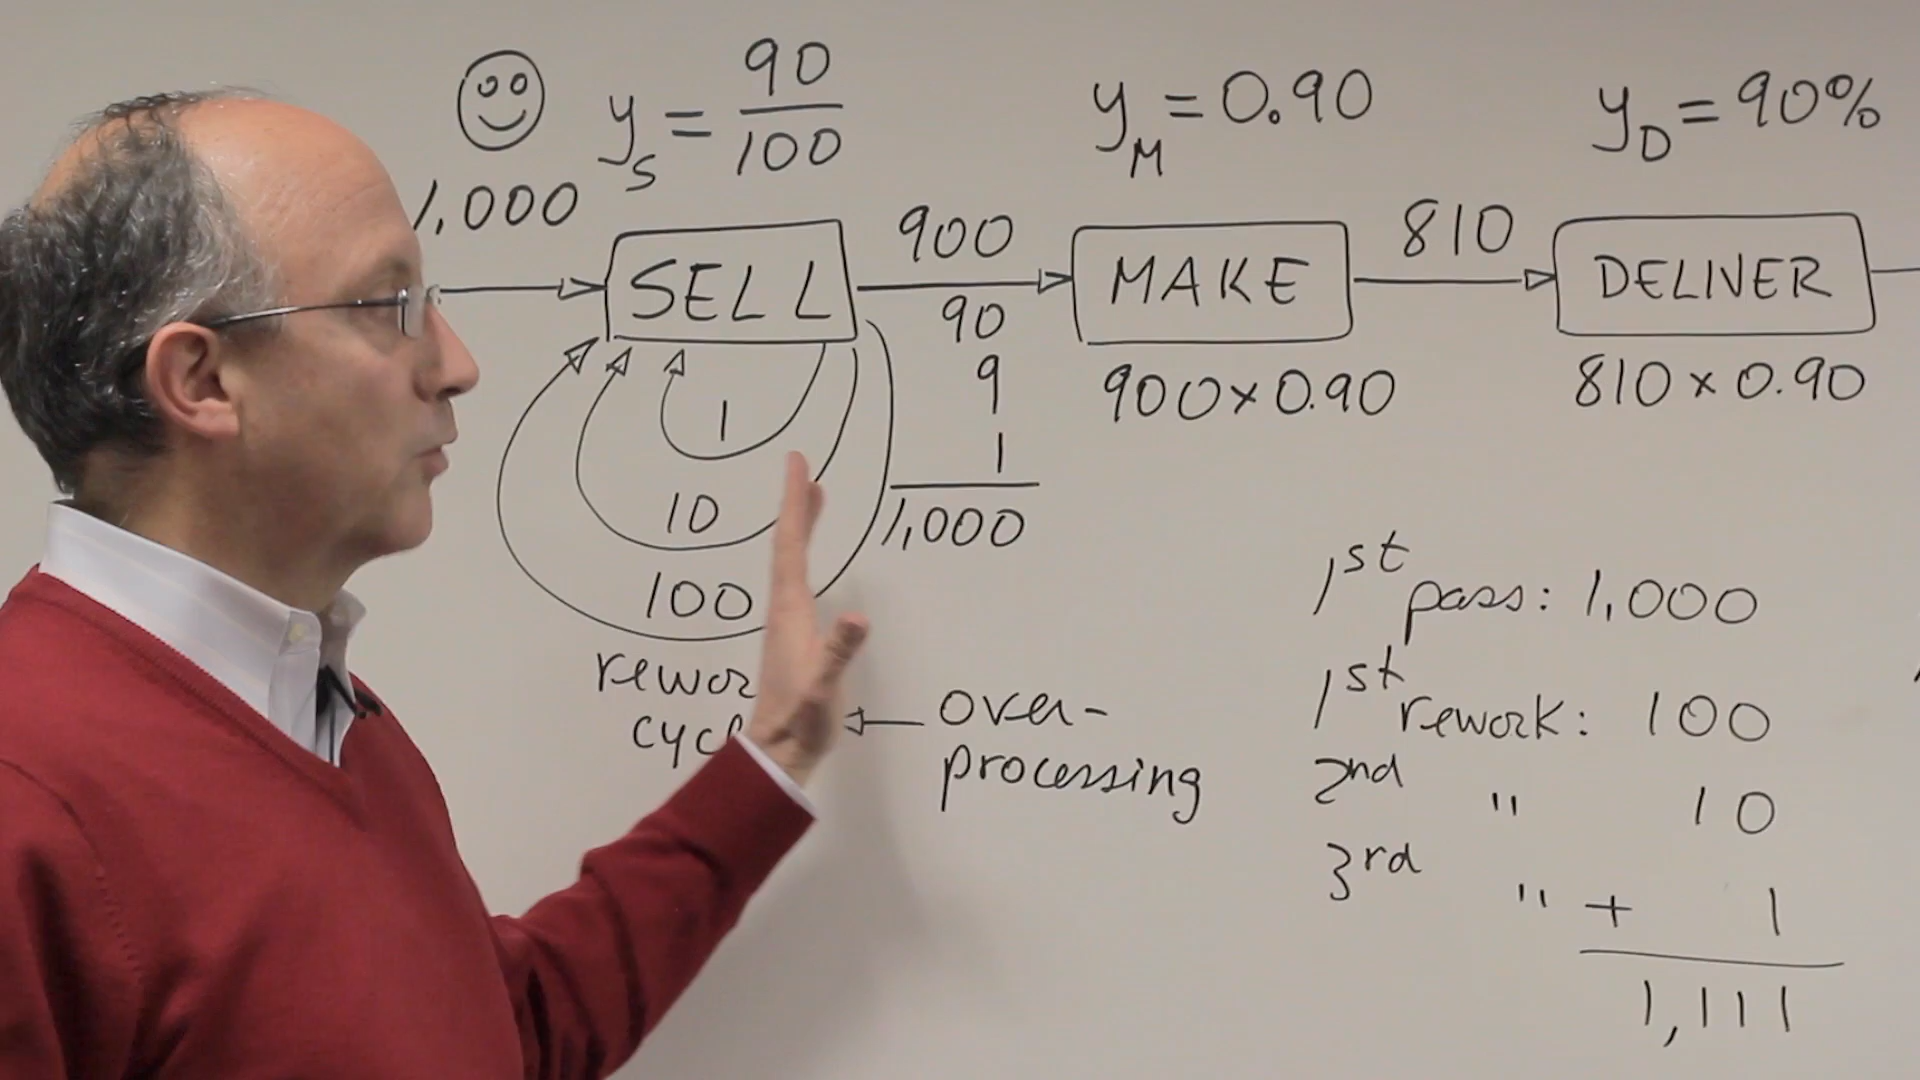 y_S = 90/100
y_M = 0.90
y_D = 90%
1,000
900
810
SELL
MAKE
DELIVER
90
9
1
1,000
900 x 0.90
810 x 0.90
1
10
100
over-
processing
1st pass: 1,000
1st rework: 100
2nd " 10
3rd " + 1
1,111